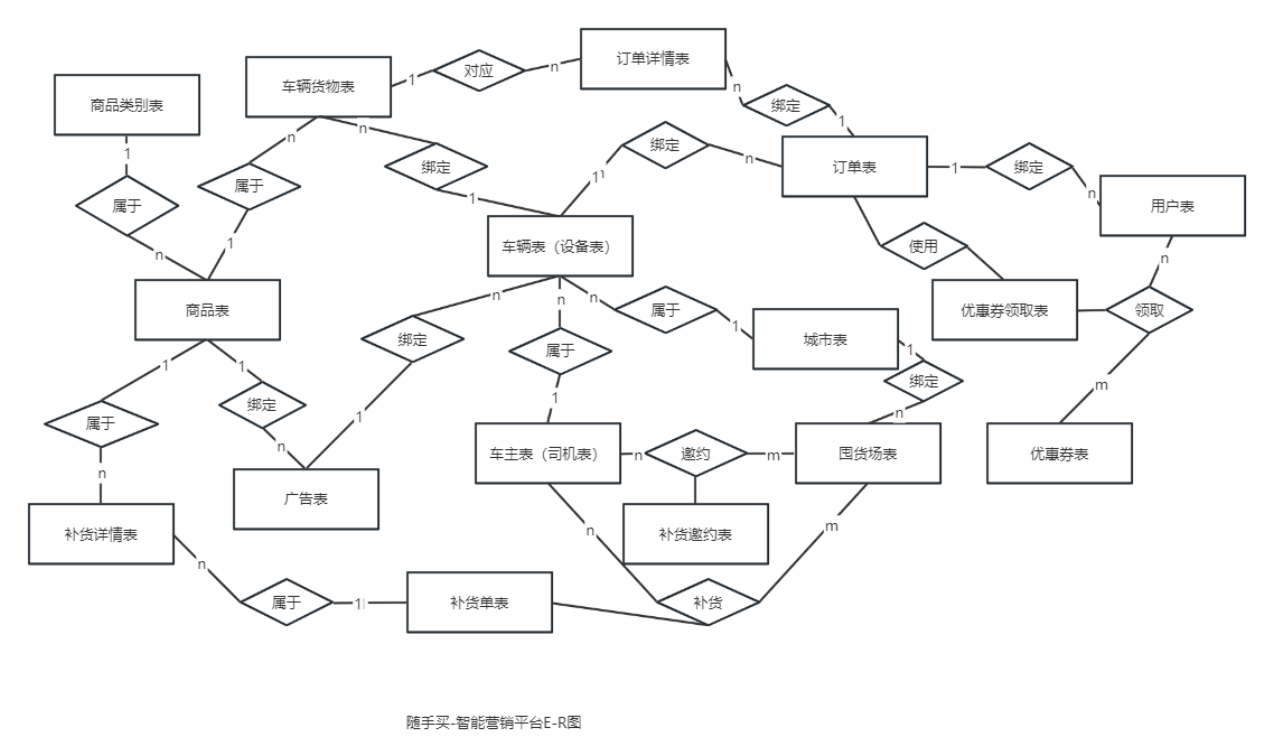 订单详情表
对应
1
n
车辆货物表
商品类别表
n
绑定
1
1
属于
n
n
属于
1
n
绑定
1
绑定
1
n
订单表
1
绑定
n
用户表
使用
车辆表（设备表）
商品表
n
绑定
1
n
属于
1
n
属于
1
城市表
优惠券领取表
n
领取
m
1
绑定
n
1
属于
n
1
绑定
n
车主表（司机表）
n
邀约
m
囤货场表
优惠券表
广告表
补货详情表
补货邀约表
n
m
n
属于
1
补货单表
补货
随手买-智能营销平台E-R图